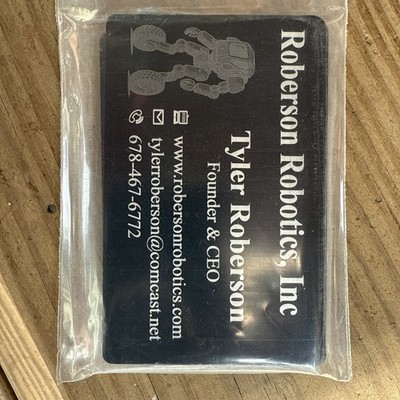 Roberson Robotics, Inc
Tyler Roberson
Founder & CEO
www.robersonrobotics.com
tylerroberson@comcast.net
678-467-6772